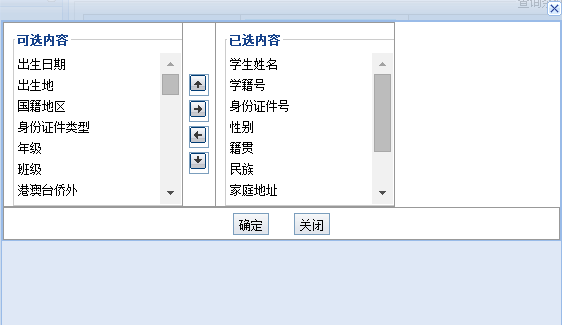 查询条
可选内容
出生日期
出生地
国籍地区
身份证件类型
年级
班级
港澳台侨外
已选内容
学生姓名
学籍号
身份证件号
性别
籍贯
民族
家庭地址
确定
关闭